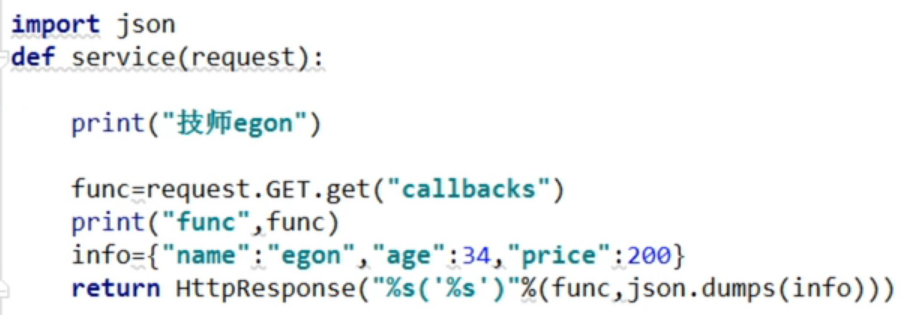 import json
def service(request):
print("技师egon")
func=request.GET.get("callbacks")
print("func",func)
info={"name":"egon","age":34,"price":200}
return HttpResponse("%s('%s')"%(func,json.dumps(info)))